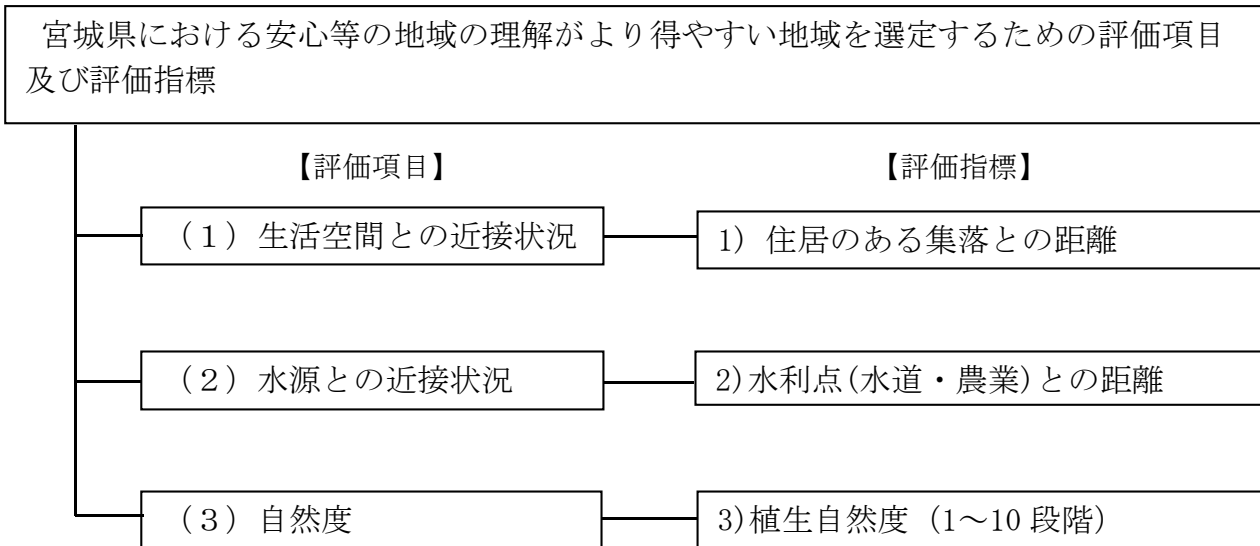 宮城県における安心等の地域の理解がより得やすい地域を選定するための評価項目
及び評価指標
【評価項目】
【評価指標】
（１）生活空間との近接状況
1) 住居のある集落との距離
（２）水源との近接状況
2)水利点(水道・農業)との距離
（３）自然度
3)植生自然度（1～10 段階）